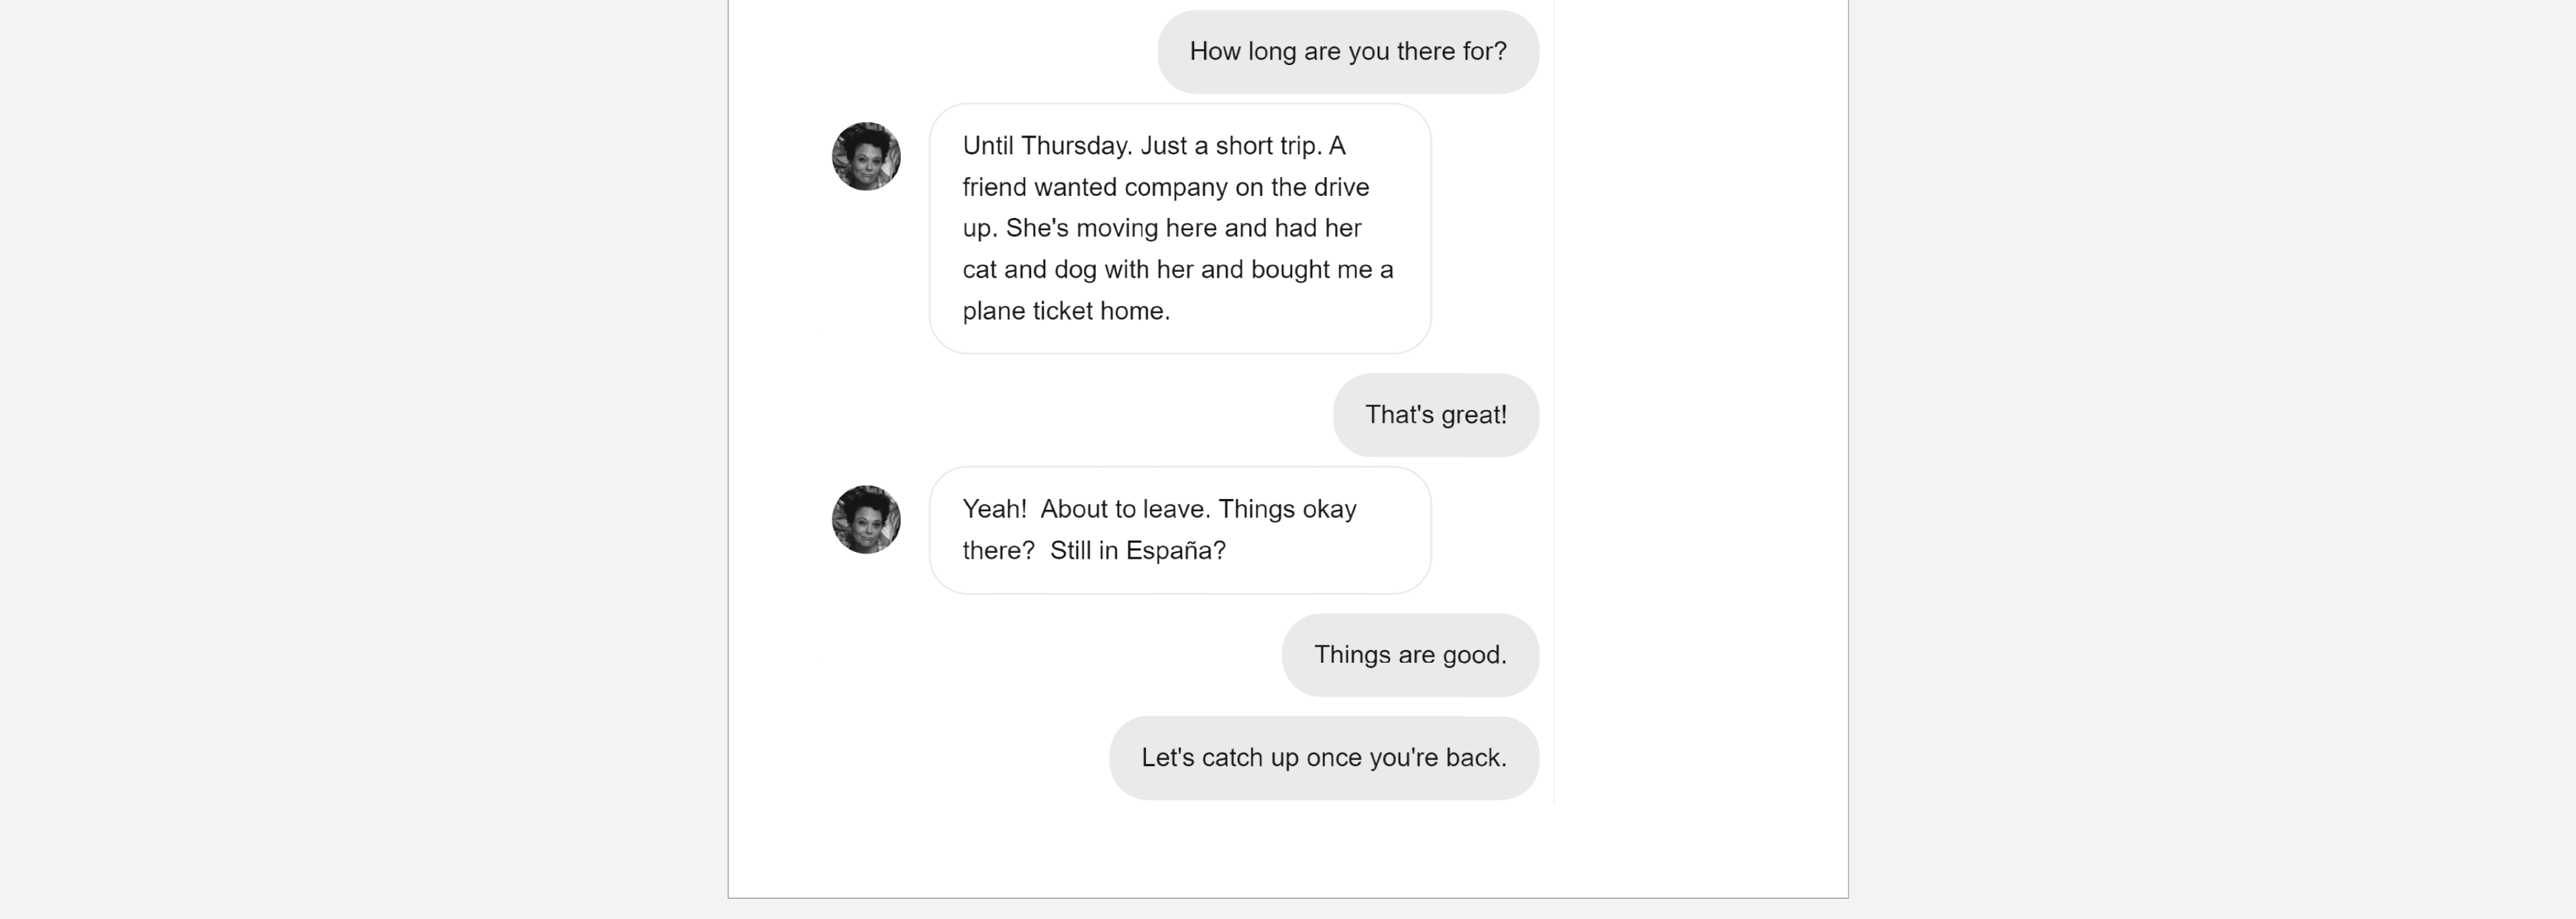 How long are you there for?
Until Thursday. Just a short trip. A
friend wanted company on the drive
up. She's moving here and had her
cat and dog with her and bought me a
plane ticket home.
That's great!
Yeah!  About to leave. Things okay
there?  Still in España?
Things are good.
Let's catch up once you're back.